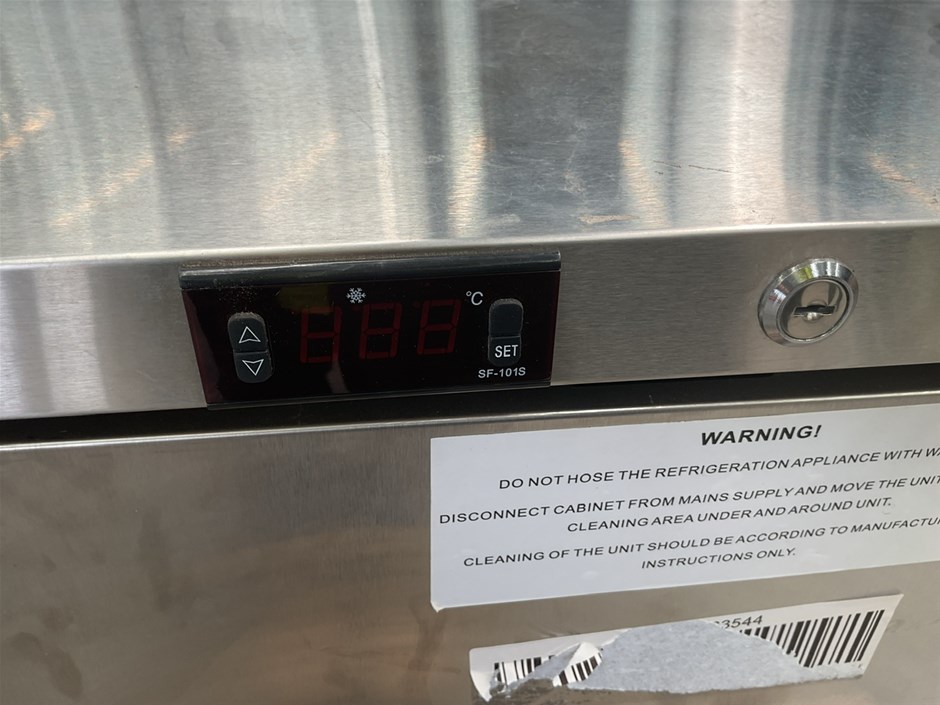 °C
SET
SF-101S
WARNING!
DO NOT HOSE THE REFRIGERATION APPLIANCE WITH
DISCONNECT CABINET FROM MAINS SUPPLY AND MOVE THE UNIT
CLEANING AREA UNDER AND AROUND UNIT.
CLEANING OF THE UNIT SHOULD BE ACCORDING TO
INSTRUCTIONS ONLY.
3544